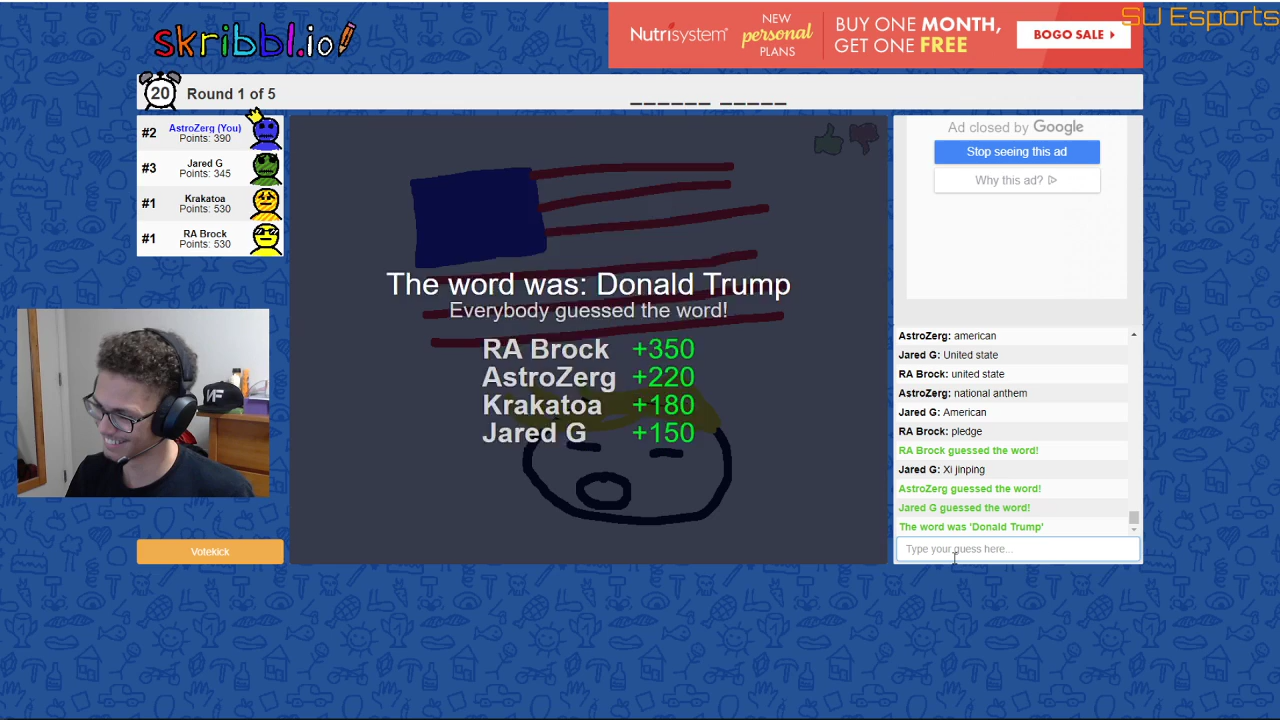 skribbl.io
Nutrisystem
NEW
personal
PLANS
BUY ONE MONTH,
GET ONE FREE
BOGO SALE
SU Esports
20
Round 1 of 5
______ _____
#2
AstroZerg (You)
Points: 390
#3
Jared G
Points: 345
#1
Krakatoa
Points: 530
#1
RA Brock
Points: 530
The word was: Donald Trump
Everybody guessed the word!
RA Brock +350
AstroZerg +220
Krakatoa +180
Jared G +150
Votekick
Ad closed by Google
Stop seeing this ad
Why this ad?
AstroZerg: american
Jared G: United state
RA Brock: united state
AstroZerg: national anthem
Jared G: American
RA Brock: pledge
RA Brock guessed the word!
Jared G: Xi jinping
AstroZerg guessed the word!
Jared G guessed the word!
The word was 'Donald Trump'
Type your guess here...
NF